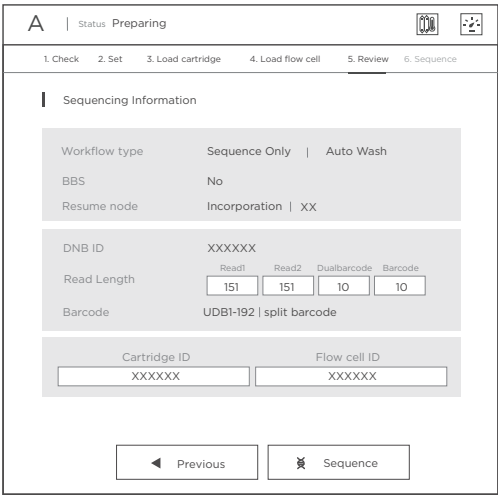 A | Status Preparing
1. Check 2. Set 3. Load cartridge 4. Load flow cell 5. Review 6. Sequence
Sequencing Information
Workflow type Sequence Only | Auto Wash
BBS No
Resume node Incorporation | XX
DNB ID XXXXXX
Read1 Read2 Dualbarcode Barcode
Read Length 151 151 10 10
Barcode UDB1-192 | split barcode
Cartridge ID Flow cell ID
XXXXXX XXXXXX
Previous Sequence